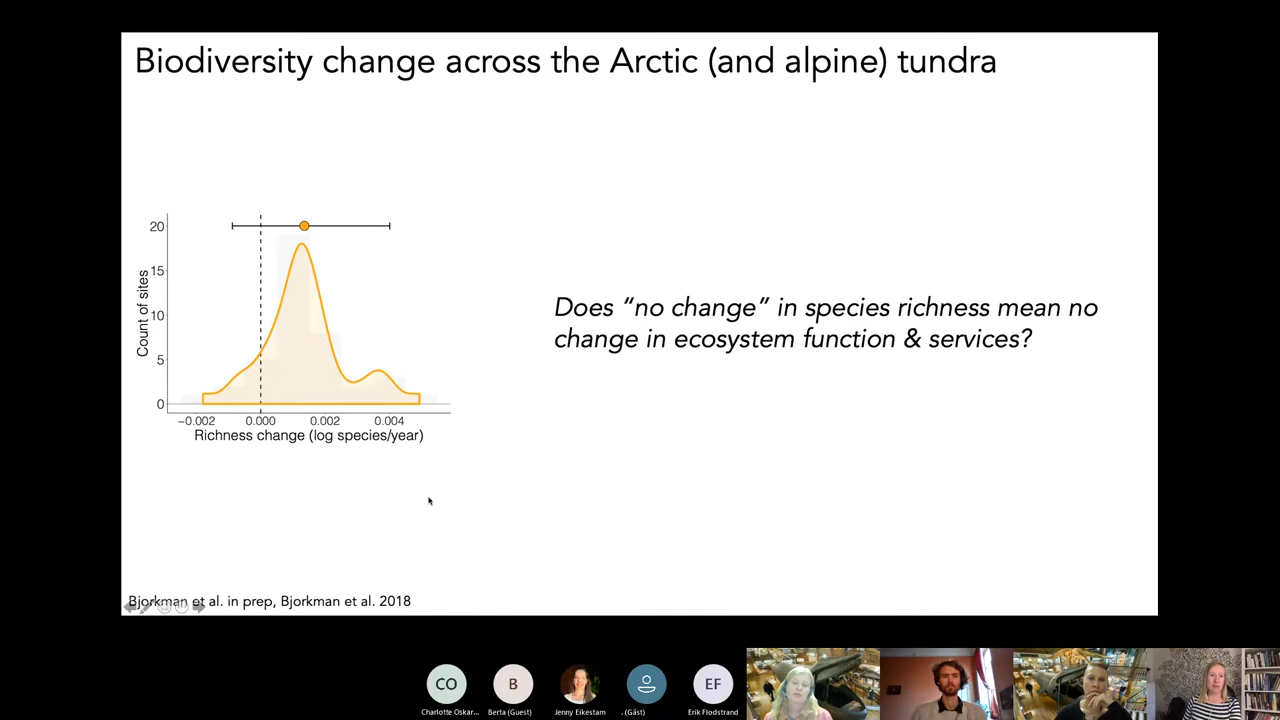 Biodiversity change across the Arctic (and alpine) tundra
20
15
10
5
0
Count of sites
−0.002 0.000 0.002 0.004
Richness change (log species/year)
Does “no change” in species richness mean no
change in ecosystem function & services?
Bjorkman et al. in prep, Bjorkman et al. 2018
CO
B
EF
Charlotte Oskar...
Berta (Guest)
Jenny Eikestam
. (Gäst)
Erik Flodstrand